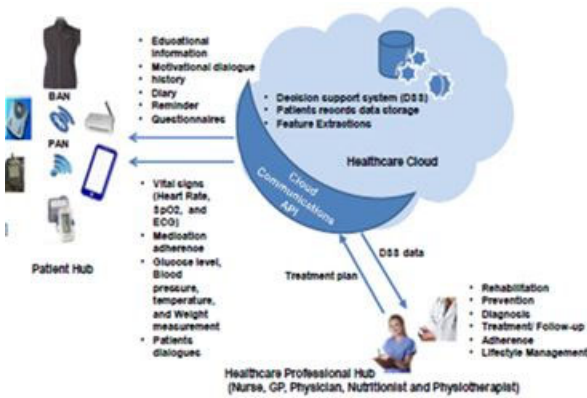 BAN
PAN
Patient Hub
• Educational
information
• Motivational dialogue
• history
• Diary
• Reminder
• Questionnaires
• Vital signs
(Heart Rate,
SpO2, and
ECG)
• Medication
adherence
• Glucose level,
Blood
pressure,
temperature,
and Weight
measurement
• Patients
dialogues
• Decision support system (DSS)
• Patients records data storage
• Feature Extractions
Healthcare Cloud
Cloud
Communications
API
DSS data
Treatment plan
• Rehabilitation
• Prevention
• Diagnosis
• Treatment/ Follow-up
• Adherence
• Lifestyle Management
Healthcare Professional Hub
(Nurse, GP, Physician, Nutritionist and Physiotherapist)